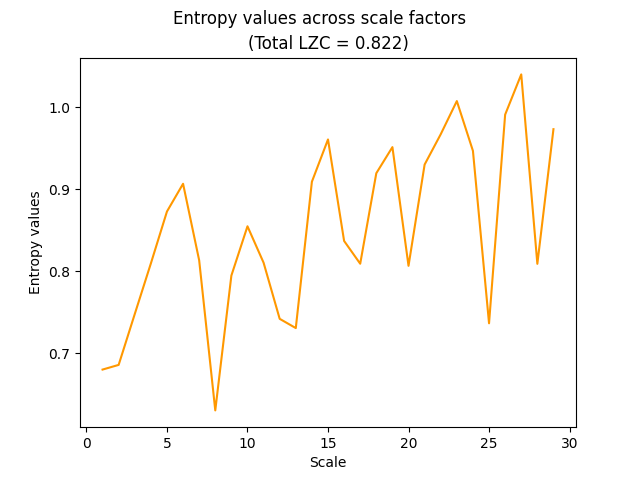 Entropy values across scale factors
(Total LZC = 0.822)
1.0
0.9
0.8
0.7
Entropy values
0 5 10 15 20 25 30
Scale